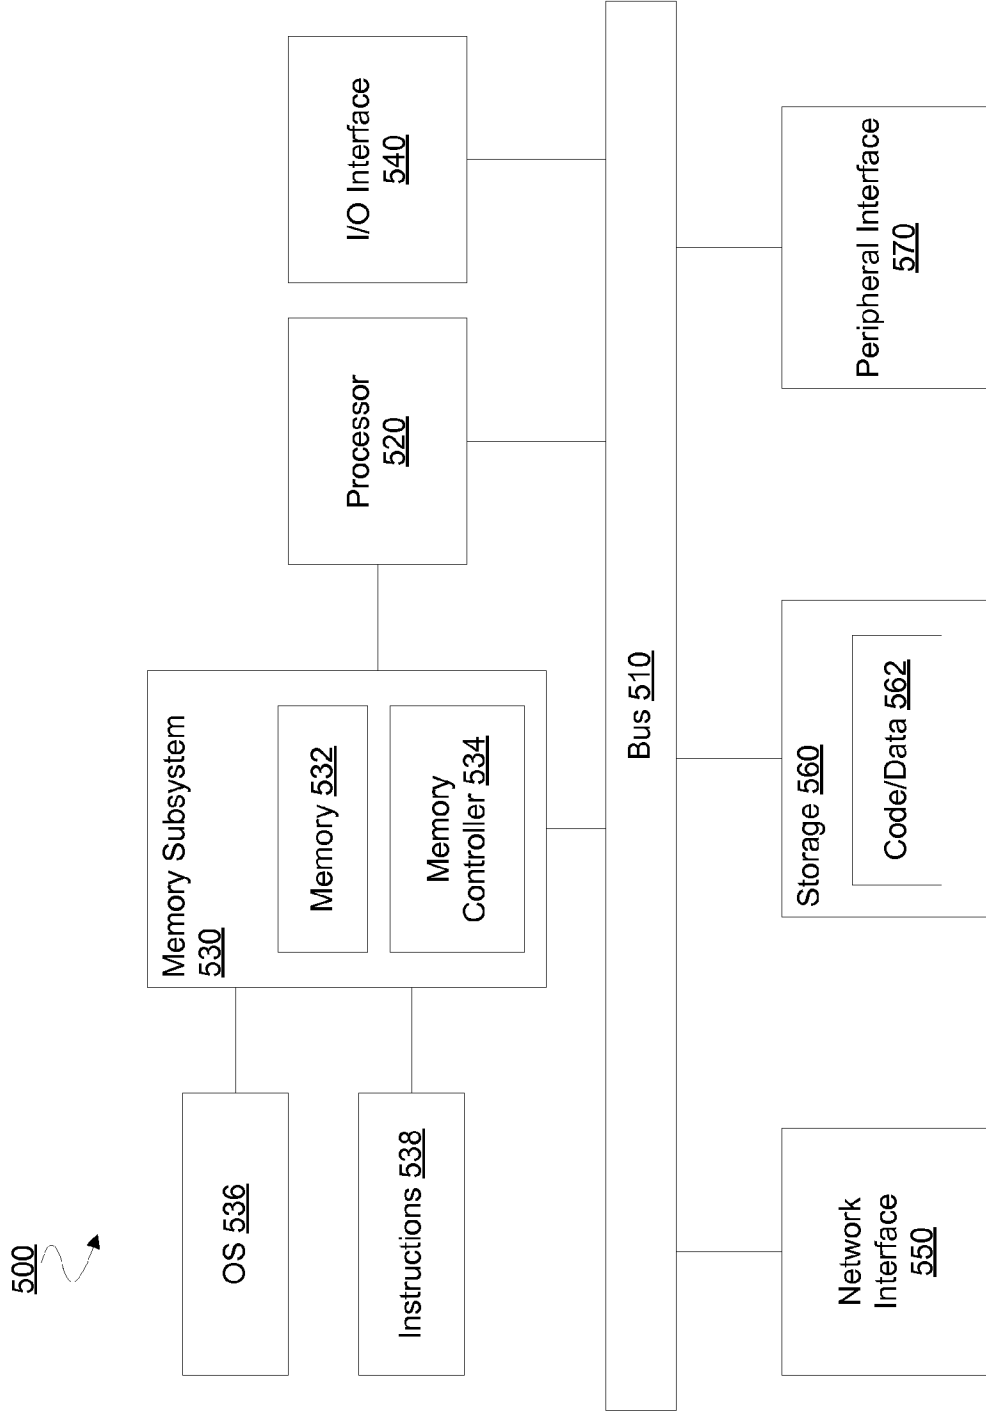 500
OS 536
Instructions 538
Memory Subsystem
530
Memory 532
Memory
Controller 534
Processor
520
I/O Interface
540
Bus 510
Network
Interface
550
Storage 560
Code/Data 562
Peripheral Interface
570